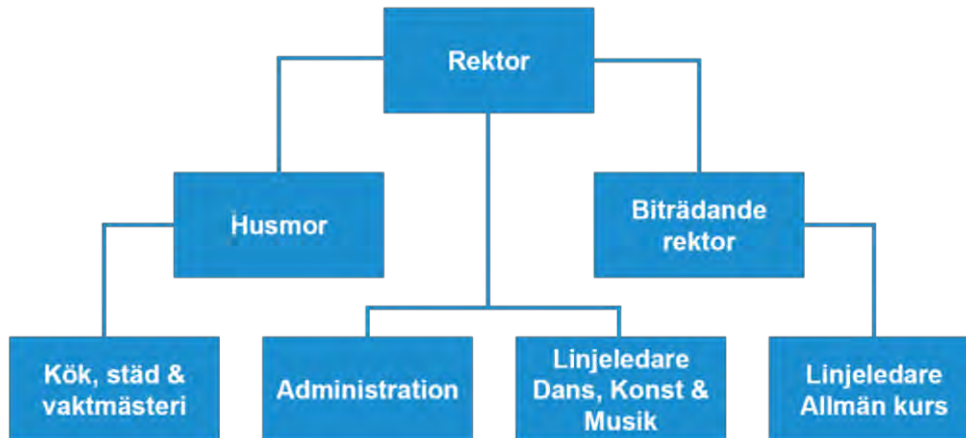 Rektor
Husmor
Biträdande
rektor
Kök, städ &
vaktmästeri
Administration
Linjeledare
Dans, Konst &
Musik
Linjeledare
Allmän kurs